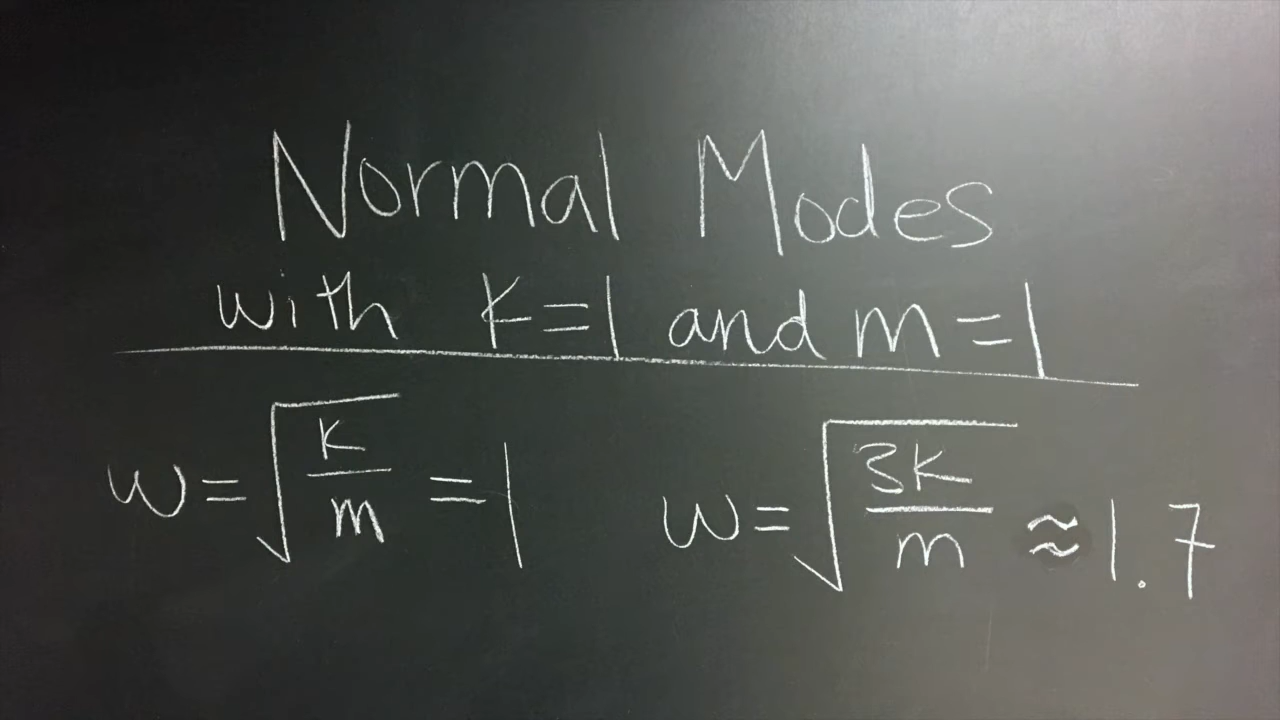 Normal Modes
with k=1 and m=1
ω=√(k/m)=1
ω=√(3k/m)≈1.7